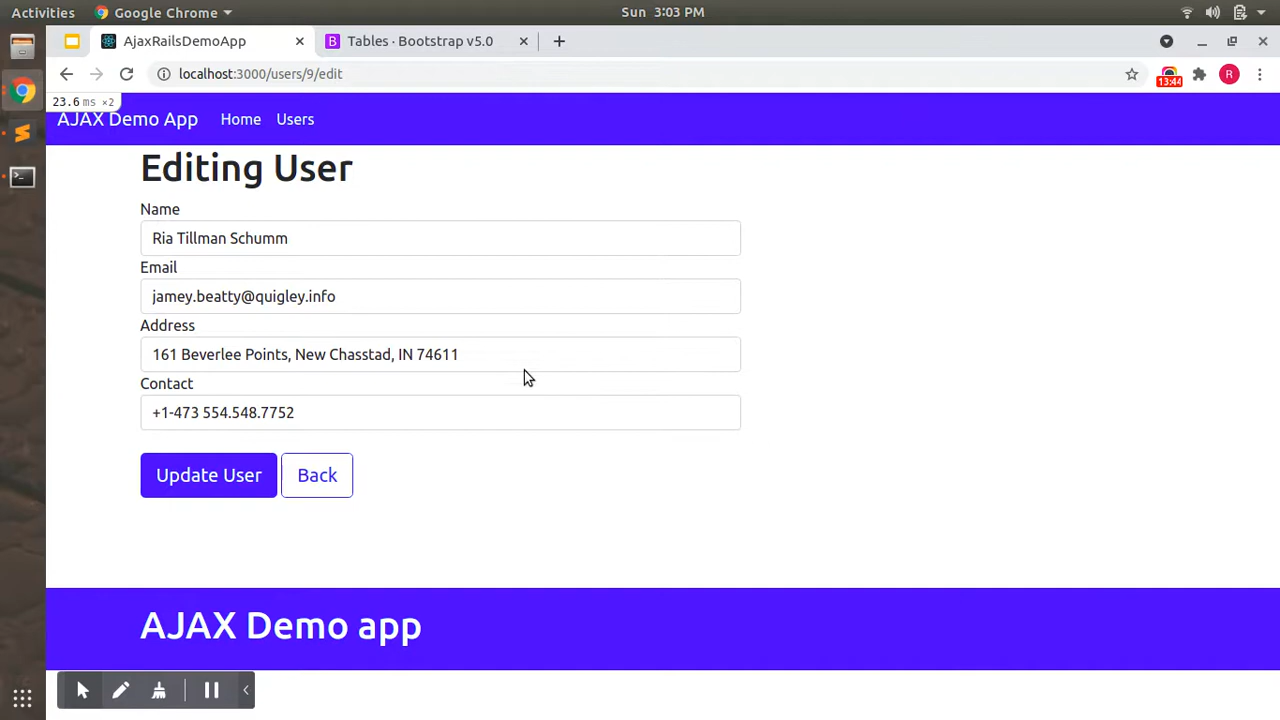 Activities Google Chrome Sun 3:03 PM
AjaxRailsDemoApp Tables · Bootstrap v5.0
localhost:3000/users/9/edit R 13:44
23.6 ms ×2
AJAX Demo App Home Users
Editing User
Name
Ria Tillman Schumm
Email
jamey.beatty@quigley.info
Address
161 Beverlee Points, New Chasstad, IN 74611
Contact
+1-473 554.548.7752
Update User Back
AJAX Demo app